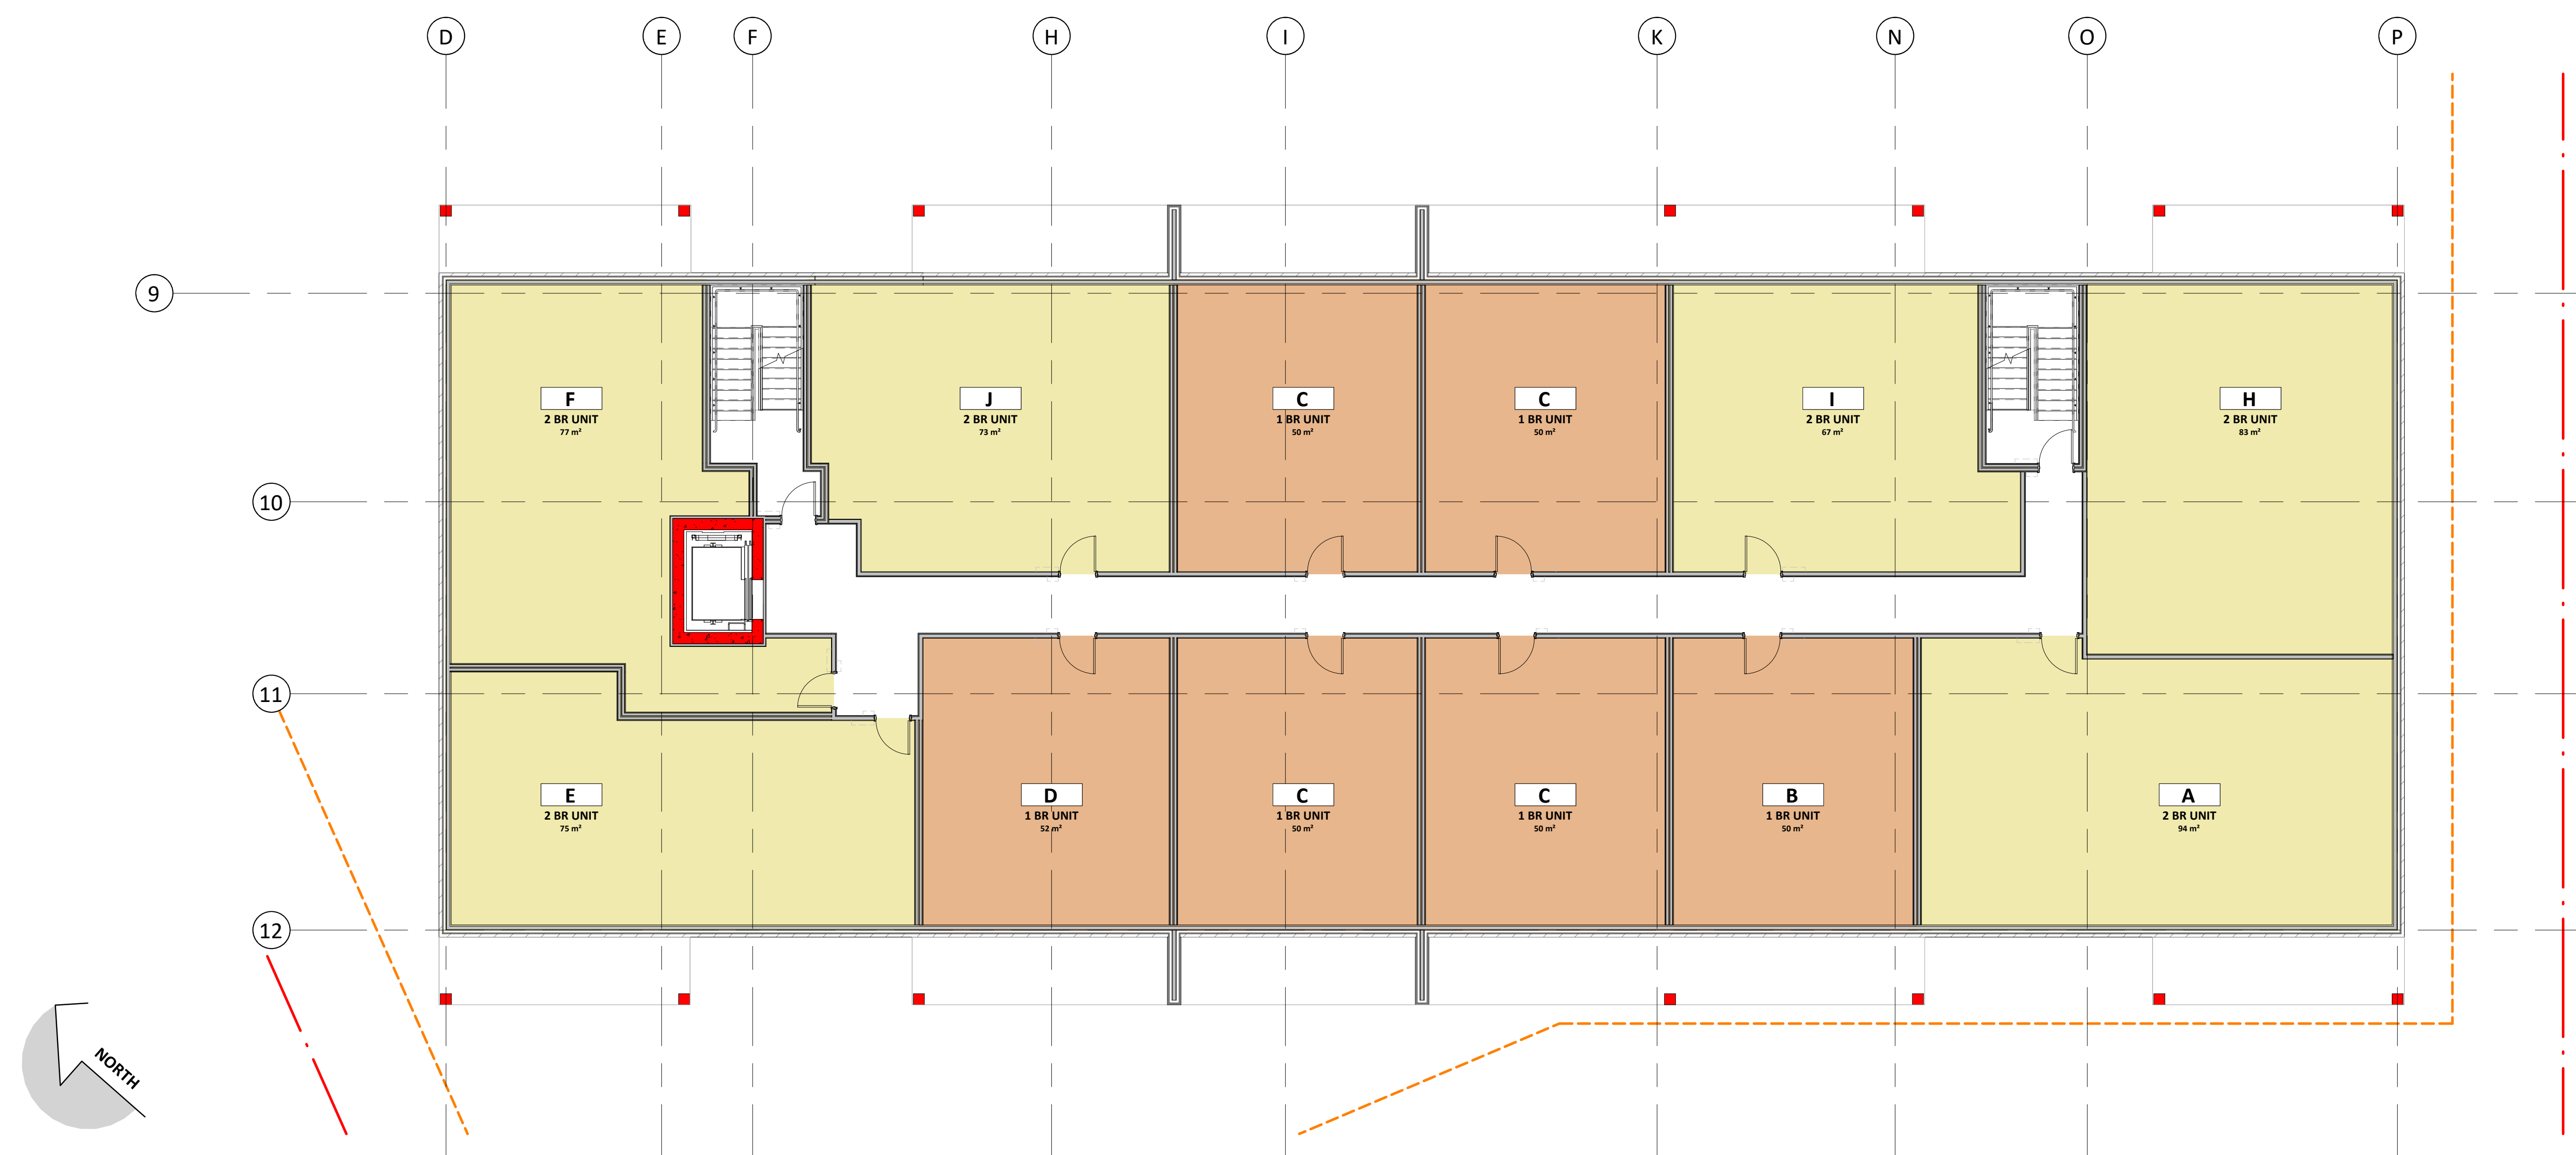 D
E
F
H
I
K
N
O
P
9
10
11
12
F
2 BR UNIT
77 m²
J
2 BR UNIT
73 m²
C
1 BR UNIT
50 m²
C
1 BR UNIT
50 m²
I
2 BR UNIT
67 m²
H
2 BR UNIT
83 m²
E
2 BR UNIT
75 m²
D
1 BR UNIT
52 m²
C
1 BR UNIT
50 m²
C
1 BR UNIT
50 m²
B
1 BR UNIT
50 m²
A
2 BR UNIT
94 m²
NORTH